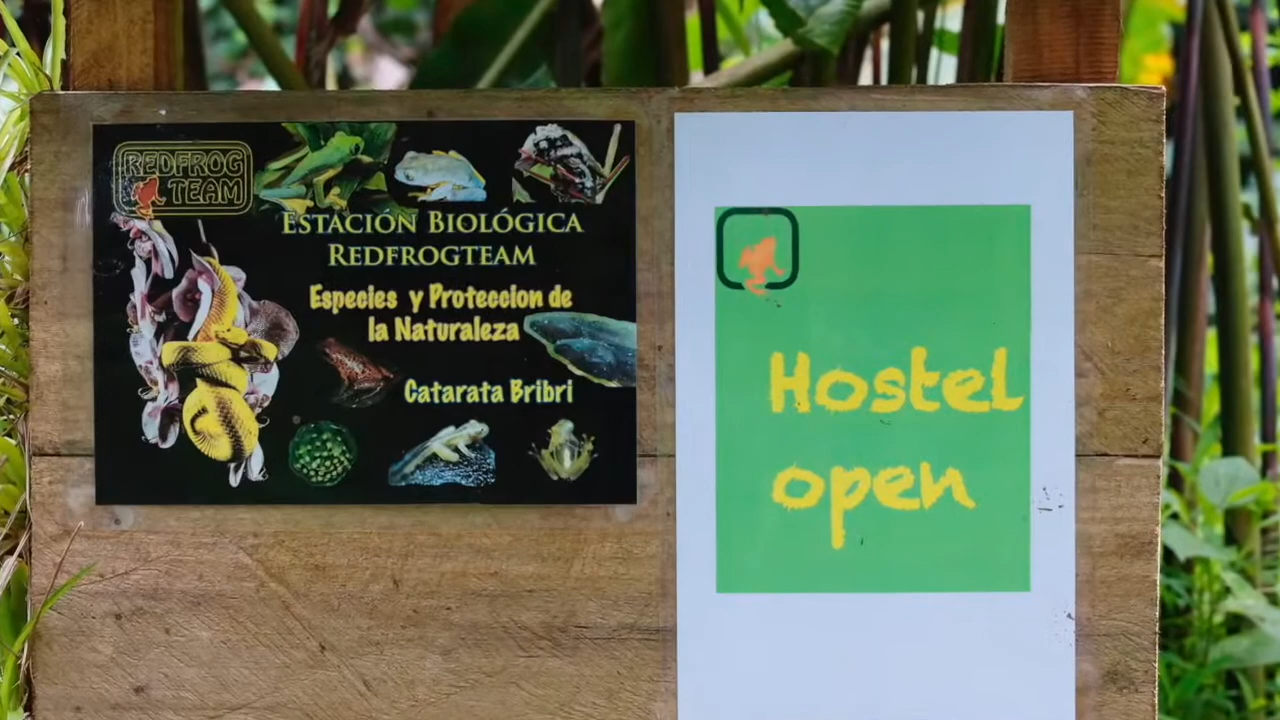 REDFROG
TEAM
ESTACIÓN BIOLÓGICA
REDFROGTEAM
Especies y Proteccion de
la Naturaleza
Catarata Bribri
Hostel
open